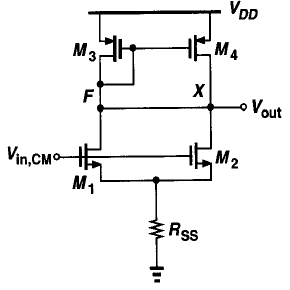 V_DD
M_3
M_4
F
X
V_out
V_in,CM
M_1
M_2
R_SS